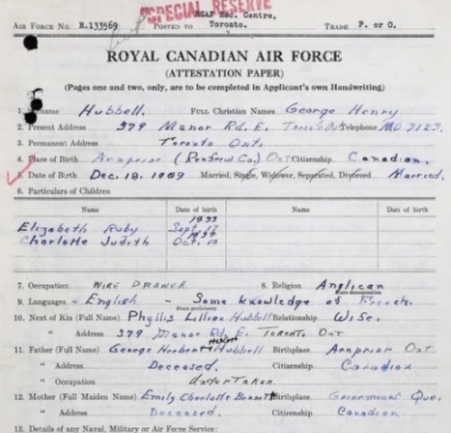 SPECIAL RESERVE
RCAF Rec. Centre,
AIR FORCE NO. R.133569 POSTED TO Toronto. TRADE P. or O.
ROYAL CANADIAN AIR FORCE
(ATTESTATION PAPER)
(Pages one and two, only, are to be completed in Applicant's own Handwriting)
1. Surname Hubbell. FULL CHRISTIAN NAMES George Henry
2. Present Address 379 Manor Rd. E. Toronto Telephone MO 7123
3. Permanent Address Toronto Ont.
4. Place of Birth Arnprior (Renfrew Co.) Ont Citizenship Canadian.
5. Date of Birth Dec. 18. 1909 Married, Single, Widower, Separated, Divorced Married.
6. Particulars of Children
Name Date of birth Name Date of birth
Elizabeth Ruby Sept
Charlotte Judith Oct.
7. Occupation WIRE DRAWER 8. Religion Anglican
9. Languages - English - Some knowledge of French.
10. Next of Kin (Full Name) Phyllis Lillian Hubbell Relationship Wife.
" Address 379 Manor Rd. E. Toronto Ont
11. Father (Full Name) George Herbert Hubbell Birthplace Arnprior Ont
" Address Deceased. Citizenship Canadian
" Occupation Undertaker
12. Mother (Full Maiden Name) Emily Charlotte Bennett Birthplace Que.
" Address Deceased. Citizenship Canadian
13. Details of any Naval, Military or Air Force Service: